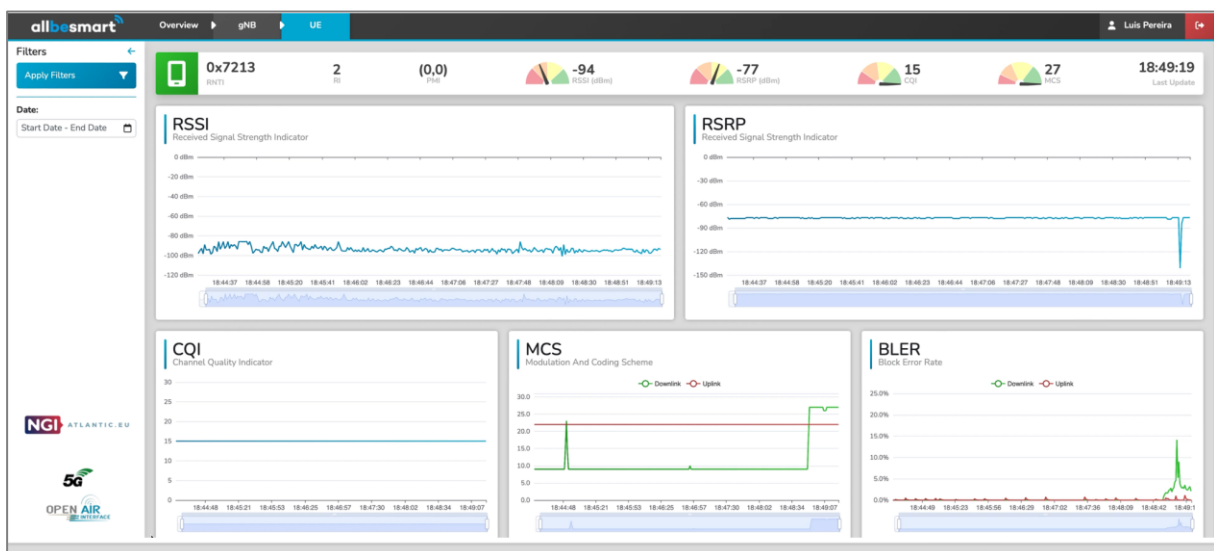 allbesmart Overview gNB UE Luis Pereira
Filters
Apply Filters
Date:
Start Date - End Date
0x7213 2 (0,0) -94 -77 15 27 18:49:19
RNTI RI PMI RSSI (dBm) RSRP (dBm) CQI MCS Last Update
RSSI
Received Signal Strength Indicator
0 dBm
-20 dBm
-40 dBm
-60 dBm
-80 dBm
-100 dBm
-120 dBm
18:44:37 18:44:58 18:45:20 18:45:41 18:46:02 18:46:23 18:46:44 18:47:06 18:47:27 18:47:48 18:48:09 18:48:30 18:48:51 18:49:13
RSRP
Received Signal Strength Indicator
0 dBm
-30 dBm
-60 dBm
-90 dBm
-120 dBm
-150 dBm
18:44:37 18:44:58 18:45:20 18:45:41 18:46:02 18:46:23 18:46:44 18:47:06 18:47:27 18:47:48 18:48:09 18:48:30 18:48:51 18:49:13
CQI
Channel Quality Indicator
30
25
20
15
10
5
0
18:44:48 18:45:21 18:45:53 18:46:25 18:46:57 18:47:30 18:48:02 18:48:34 18:49:07
MCS
Modulation And Coding Scheme
Downlink Uplink
30.0
25.0
20.0
15.0
10.0
5.0
0.0
18:44:48 18:45:21 18:45:53 18:46:25 18:46:57 18:47:30 18:48:02 18:48:34 18:49:07
BLER
Block Error Rate
Downlink Uplink
25.0%
20.0%
15.0%
10.0%
5.0%
0.0%
18:44:49 18:45:23 18:45:56 18:46:29 18:47:02 18:47:36 18:48:09 18:48:42 18:49:1
NGI ATLANTIC.EU
5G
OPEN AIR
INTERFACE